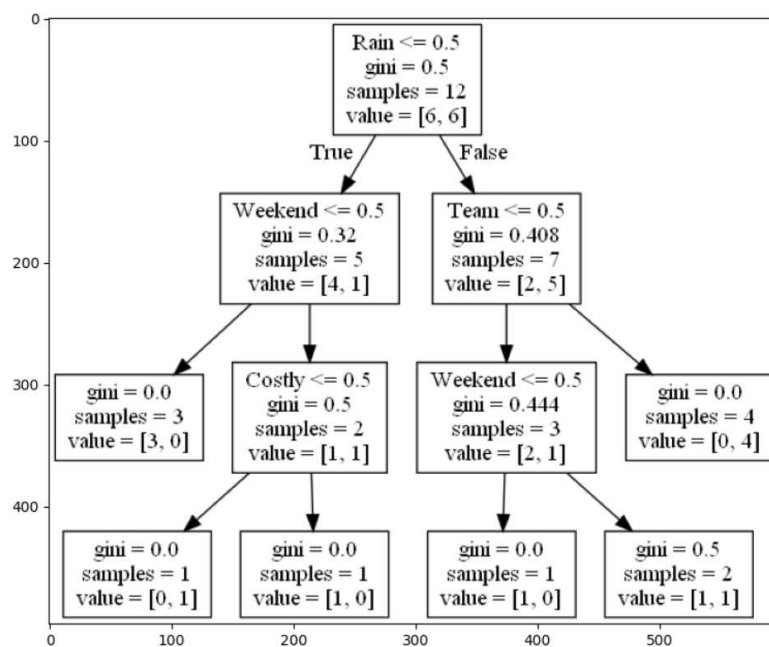 Rain <= 0.5
gini = 0.5
samples = 12
value = [6, 6]
True
False
Weekend <= 0.5
gini = 0.32
samples = 5
value = [4, 1]
Team <= 0.5
gini = 0.408
samples = 7
value = [2, 5]
gini = 0.0
samples = 3
value = [3, 0]
Costly <= 0.5
gini = 0.5
samples = 2
value = [1, 1]
Weekend <= 0.5
gini = 0.444
samples = 3
value = [2, 1]
gini = 0.0
samples = 4
value = [0, 4]
gini = 0.0
samples = 1
value = [0, 1]
gini = 0.0
samples = 1
value = [1, 0]
gini = 0.0
samples = 1
value = [1, 0]
gini = 0.5
samples = 2
value = [1, 1]
0
100
200
300
400
0
100
200
300
400
500